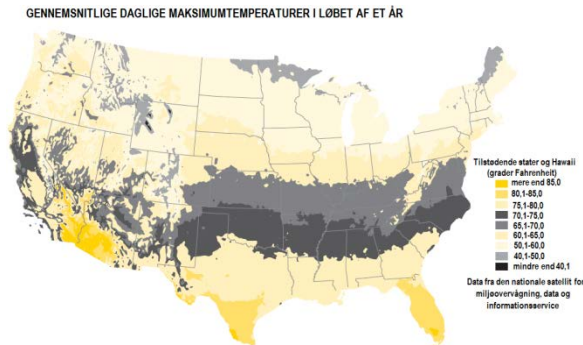 GENNEMSNITLIGE DAGLIGE MAKSIMUMTEMPERATURER I LØBET AF ET ÅR
Tilstødende stater og Hawaii
(grader Fahrenheit)
mere end 85,0
80,1-85,0
75,1-80,0
70,1-75,0
65,1-70,0
60,1-65,0
50,1-60,0
40,1-50,0
mindre end 40,1
Data fra den nationale satellit for
miljøovervågning, data og
informationsservice